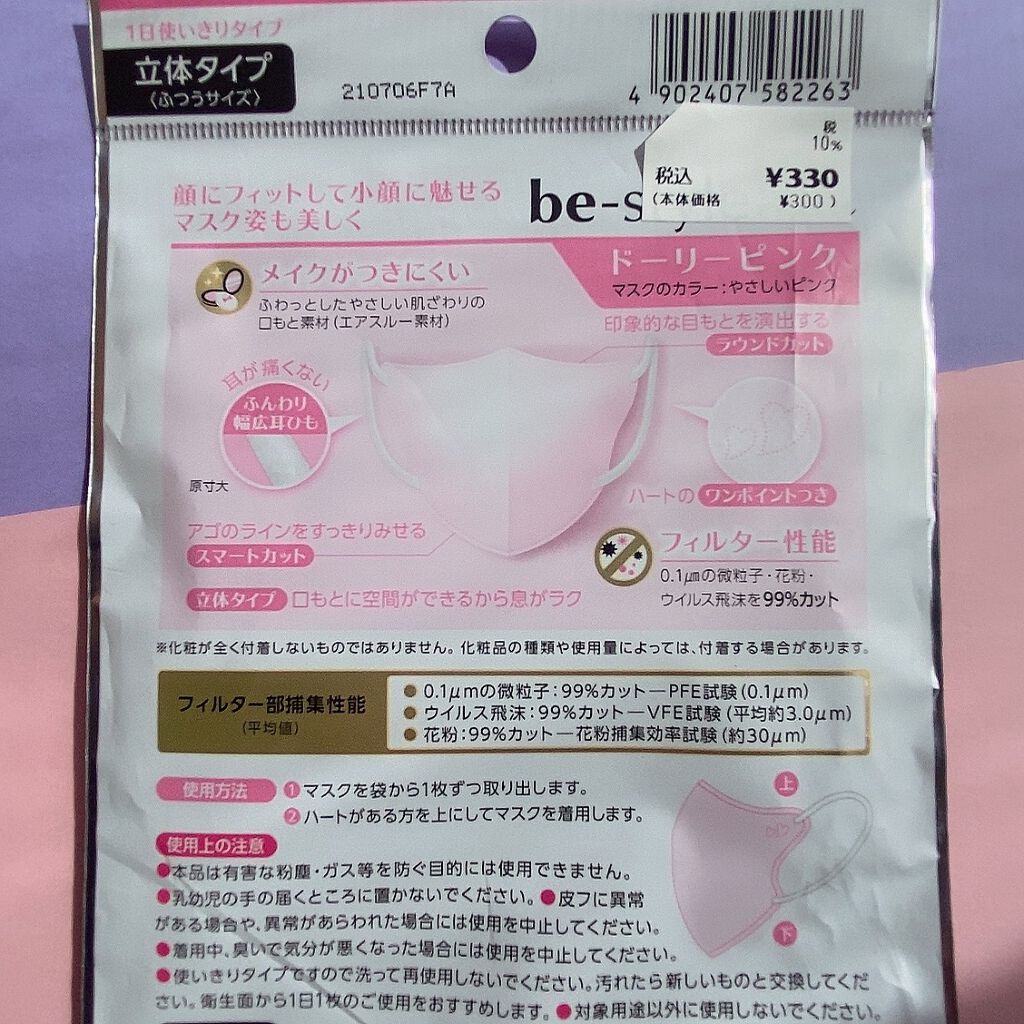 1日使いきりタイプ
立体タイプ
〈ふつうサイズ〉
210706F7A
4 902407 582263
税
10%
税込 ¥330
(本体価格 ¥300)
顔にフィットして小顔に魅せる
マスク姿も美しく
be-s
ドーリーピンク
マスクのカラー:やさしいピンク
メイクがつきにくい
ふわっとしたやさしい肌ざわりの
口もと素材(エアスルー素材)
印象的な目もとを演出する
ラウンドカット
耳が痛くない
ふんわり
幅広耳ひも
原寸大
ハートの ワンポイントつき
アゴのラインをすっきりみせる
スマートカット
フィルター性能
0.1μmの微粒子・花粉・
ウイルス飛沫を99%カット
立体タイプ 口もとに空間ができるから息がラク
※化粧が全く付着しないものではありません。化粧品の種類や使用量によっては、付着する場合があります。
フィルター部捕集性能
(平均値)
● 0.1μmの微粒子:99%カット—PFE試験(0.1μm)
● ウイルス飛沫:99%カット—VFE試験(平均約3.0μm)
● 花粉:99%カット—花粉捕集効率試験(約30μm)
使用方法 ❶マスクを袋から1枚ずつ取り出します。
❷ハートがある方を上にしてマスクを着用します。
上
下
使用上の注意
●本品は有害な粉塵・ガス等を防ぐ目的には使用できません。
●乳幼児の手の届くところに置かないでください。●皮フに異常
がある場合や、異常があらわれた場合には使用を中止してください。
●着用中、臭いで気分が悪くなった場合には使用を中止してください。
●使いきりタイプですので洗って再使用しないでください。汚れたら新しいものと交換してくだ
さい。衛生面から1日1枚のご使用をおすすめします。●対象用途以外に使用しないでください。